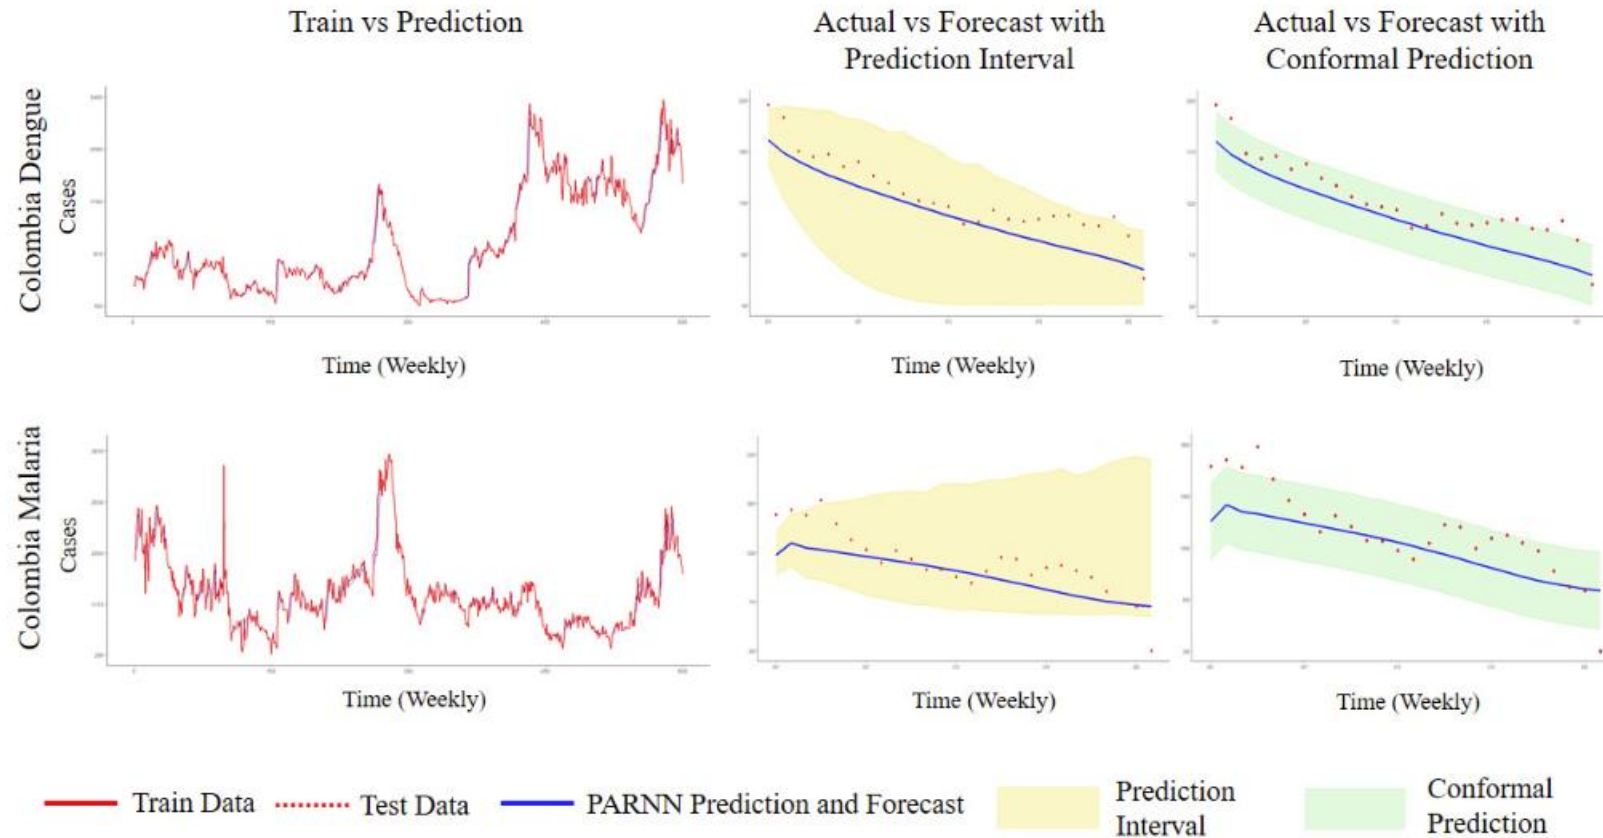 Train vs Prediction
Actual vs Forecast with
Prediction Interval
Actual vs Forecast with
Conformal Prediction
Colombia Dengue
Cases
Time (Weekly)
Time (Weekly)
Time (Weekly)
Colombia Malaria
Cases
Time (Weekly)
Time (Weekly)
Time (Weekly)
Train Data
Test Data
PARNN Prediction and Forecast
Prediction
Interval
Conformal
Prediction